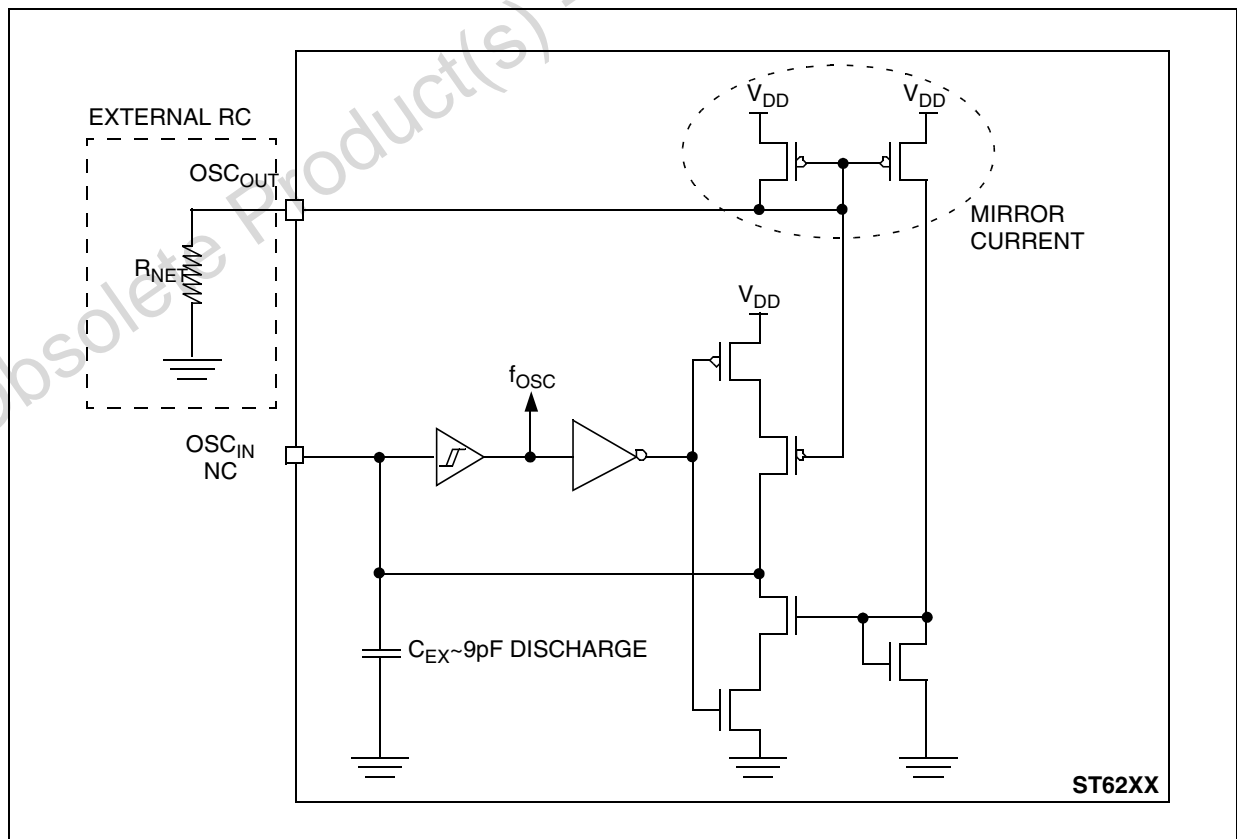 Obsolete Product(s)
V_DD
V_DD
EXTERNAL RC
OSC_OUT
MIRROR
CURRENT
R_NET
V_DD
f_OSC
OSC_IN
NC
C_EX~9pF DISCHARGE
ST62XX